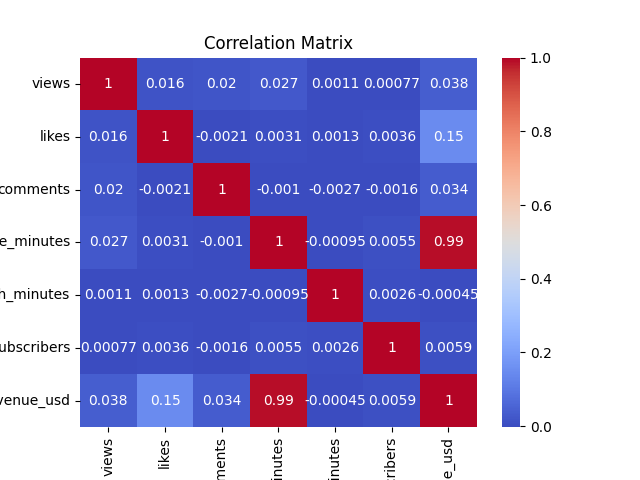 Correlation Matrix
views 1 0.016 0.02 0.027 0.0011 0.00077 0.038
likes 0.016 1 -0.0021 0.0031 0.0013 0.0036 0.15
comments 0.02 -0.0021 1 -0.001 -0.0027 -0.0016 0.034
e_minutes 0.027 0.0031 -0.001 1 -0.00095 0.0055 0.99
h_minutes 0.0011 0.0013 -0.0027 -0.00095 1 0.0026 -0.00045
ubscribers 0.00077 0.0036 -0.0016 0.0055 0.0026 1 0.0059
venue_usd 0.038 0.15 0.034 0.99 -0.00045 0.0059 1
views
likes
ments
inutes
inutes
ribers
e_usd
1.0
0.8
0.6
0.4
0.2
0.0